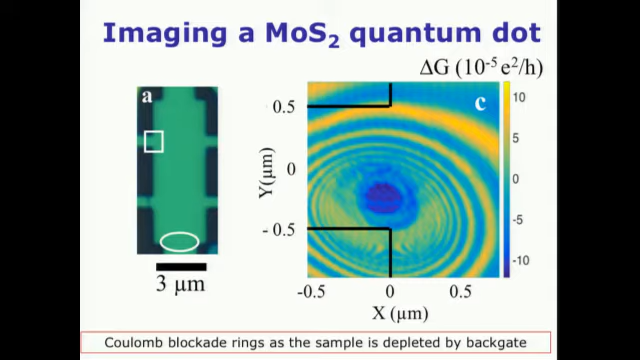 Imaging a MoS₂ quantum dot
ΔG (10⁻⁵ e²/h)
a
c
10
5
0
-5
-10
0.5
0
- 0.5
Y(μm)
-0.5 0 0.5
X (μm)
3 μm
Coulomb blockade rings as the sample is depleted by backgate